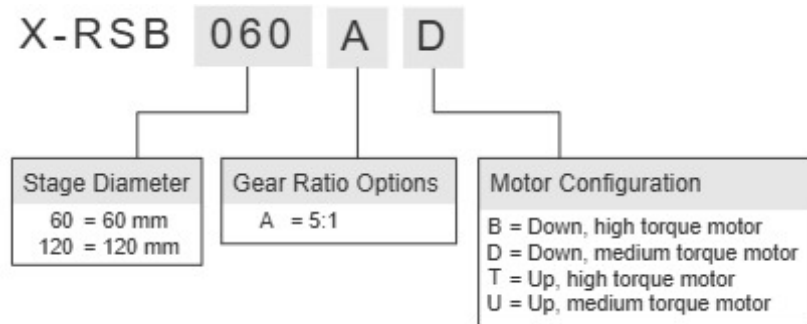 X-RSB 060 A D
Stage Diameter
60 = 60 mm
120 = 120 mm
Gear Ratio Options
A = 5:1
Motor Configuration
B = Down, high torque motor
D = Down, medium torque motor
T = Up, high torque motor
U = Up, medium torque motor